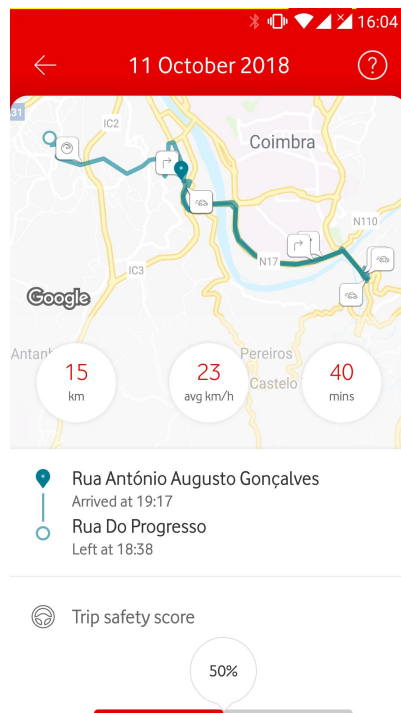 16:04
11 October 2018
?
31
IC2
Coimbra
N110
N17
IC3
Google
Pereiros
Castelo
15
km
23
avg km/h
40
mins
Rua António Augusto Gonçalves
Arrived at 19:17
Rua Do Progresso
Left at 18:38
Trip safety score
50%